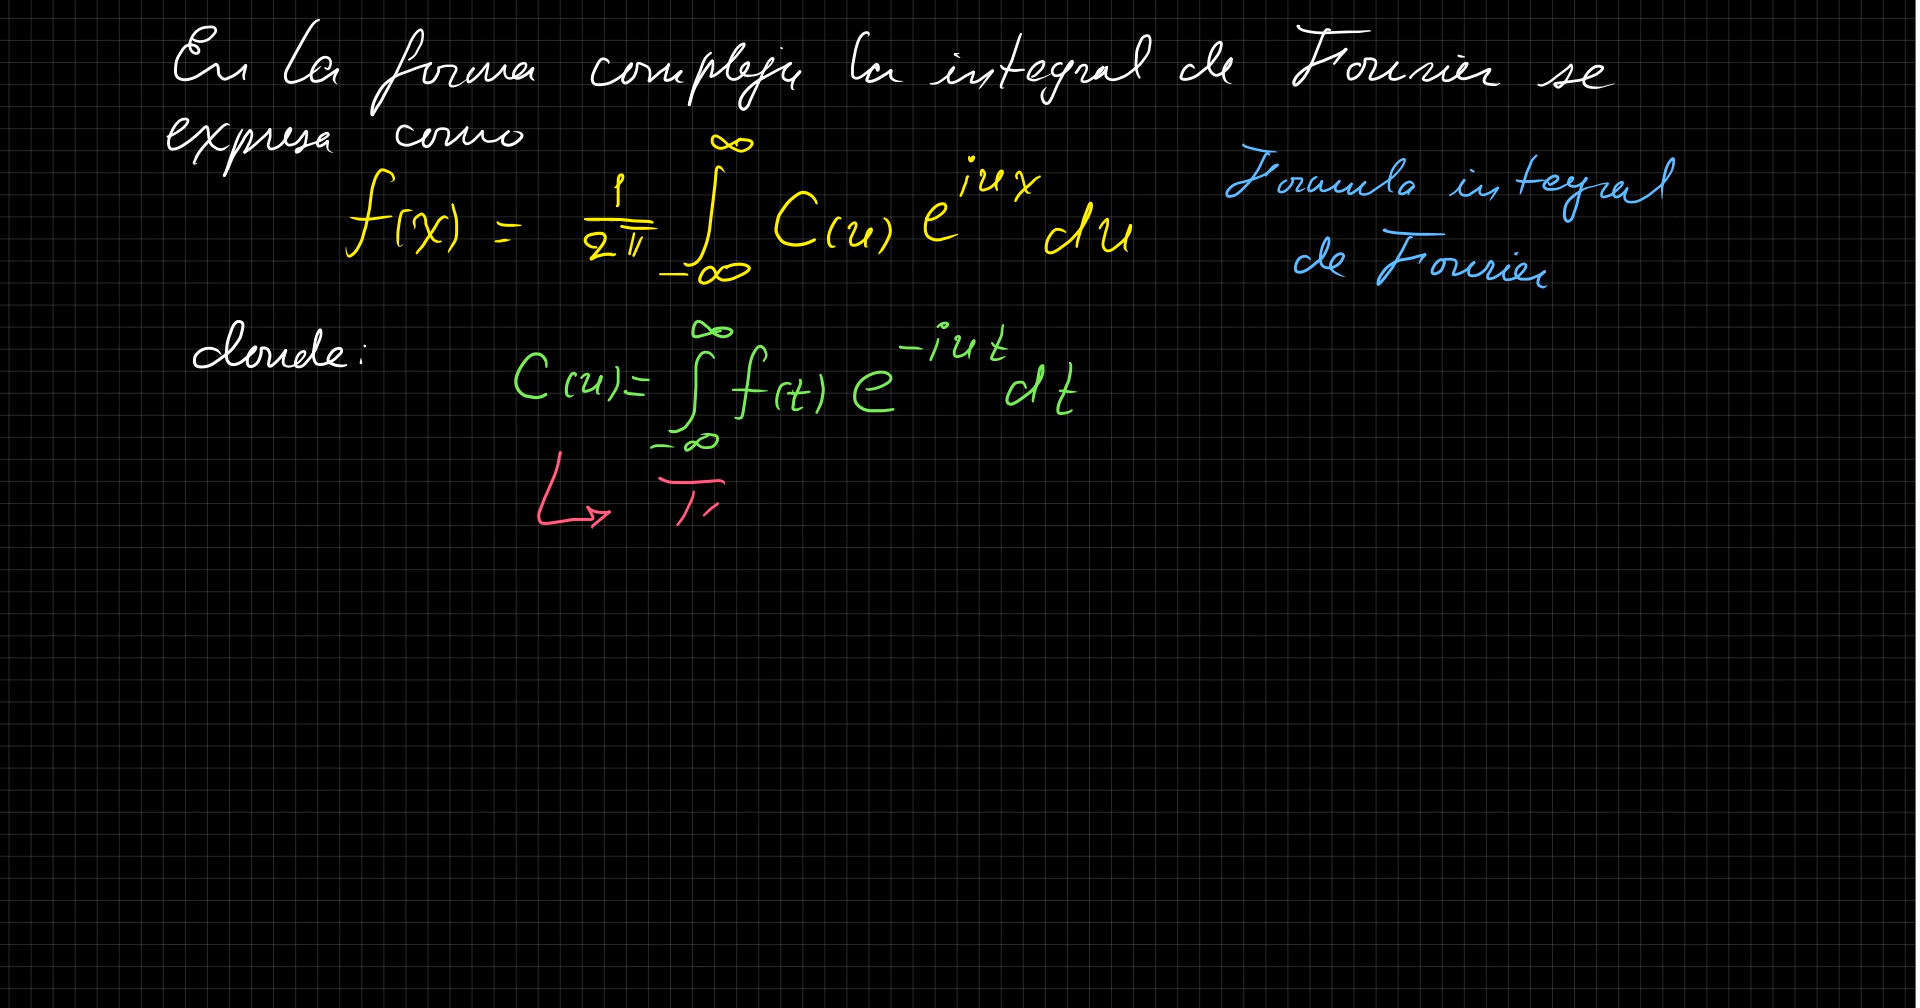 En la forma compleja la integral de Fourier se
expresa como
f(x) = 1/2π ∫_{-∞}^{∞} C(u) e^{iux} du
Formula integral
de Fourier
donde:
C(u) = ∫_{-∞}^{∞} f(t) e^{-iut} dt